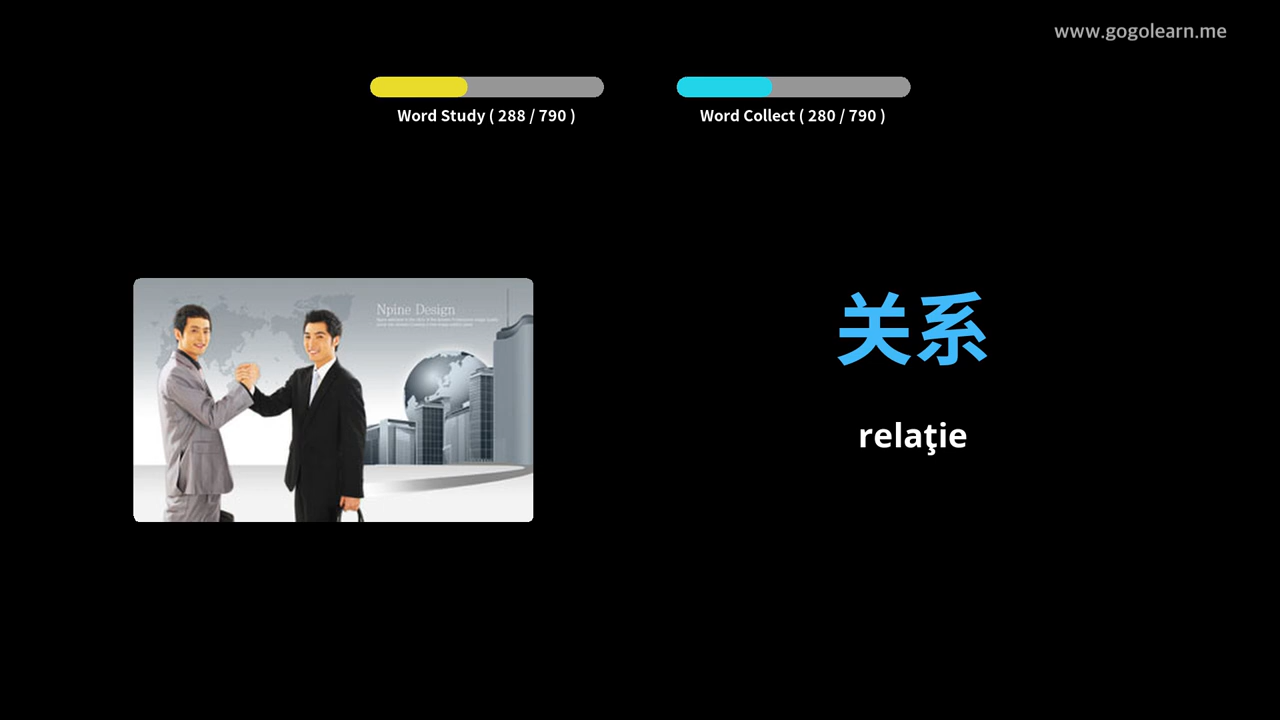 www.gogolearn.me
Word Study ( 288 / 790 )
Word Collect ( 280 / 790 )
Npine Design
关系
relaţie